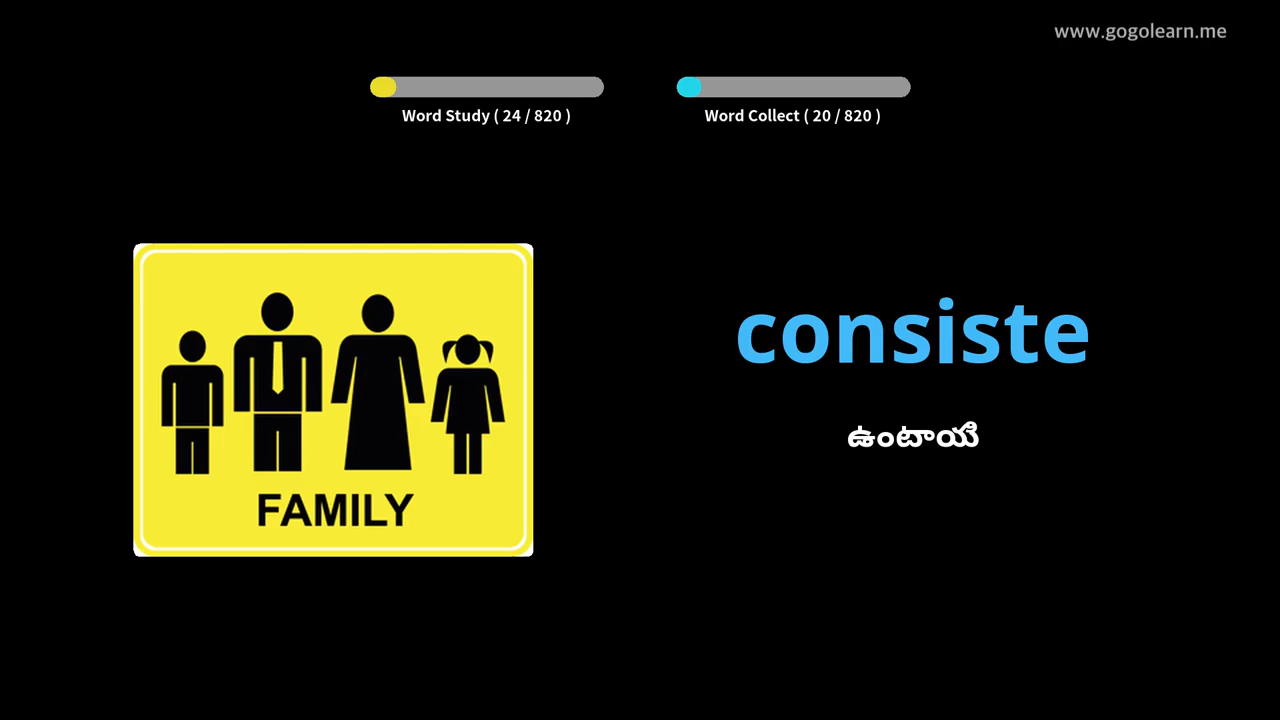 www.gogolearn.me
Word Study ( 24 / 820 )
Word Collect ( 20 / 820 )
consiste
ఉంటాయి
FAMILY